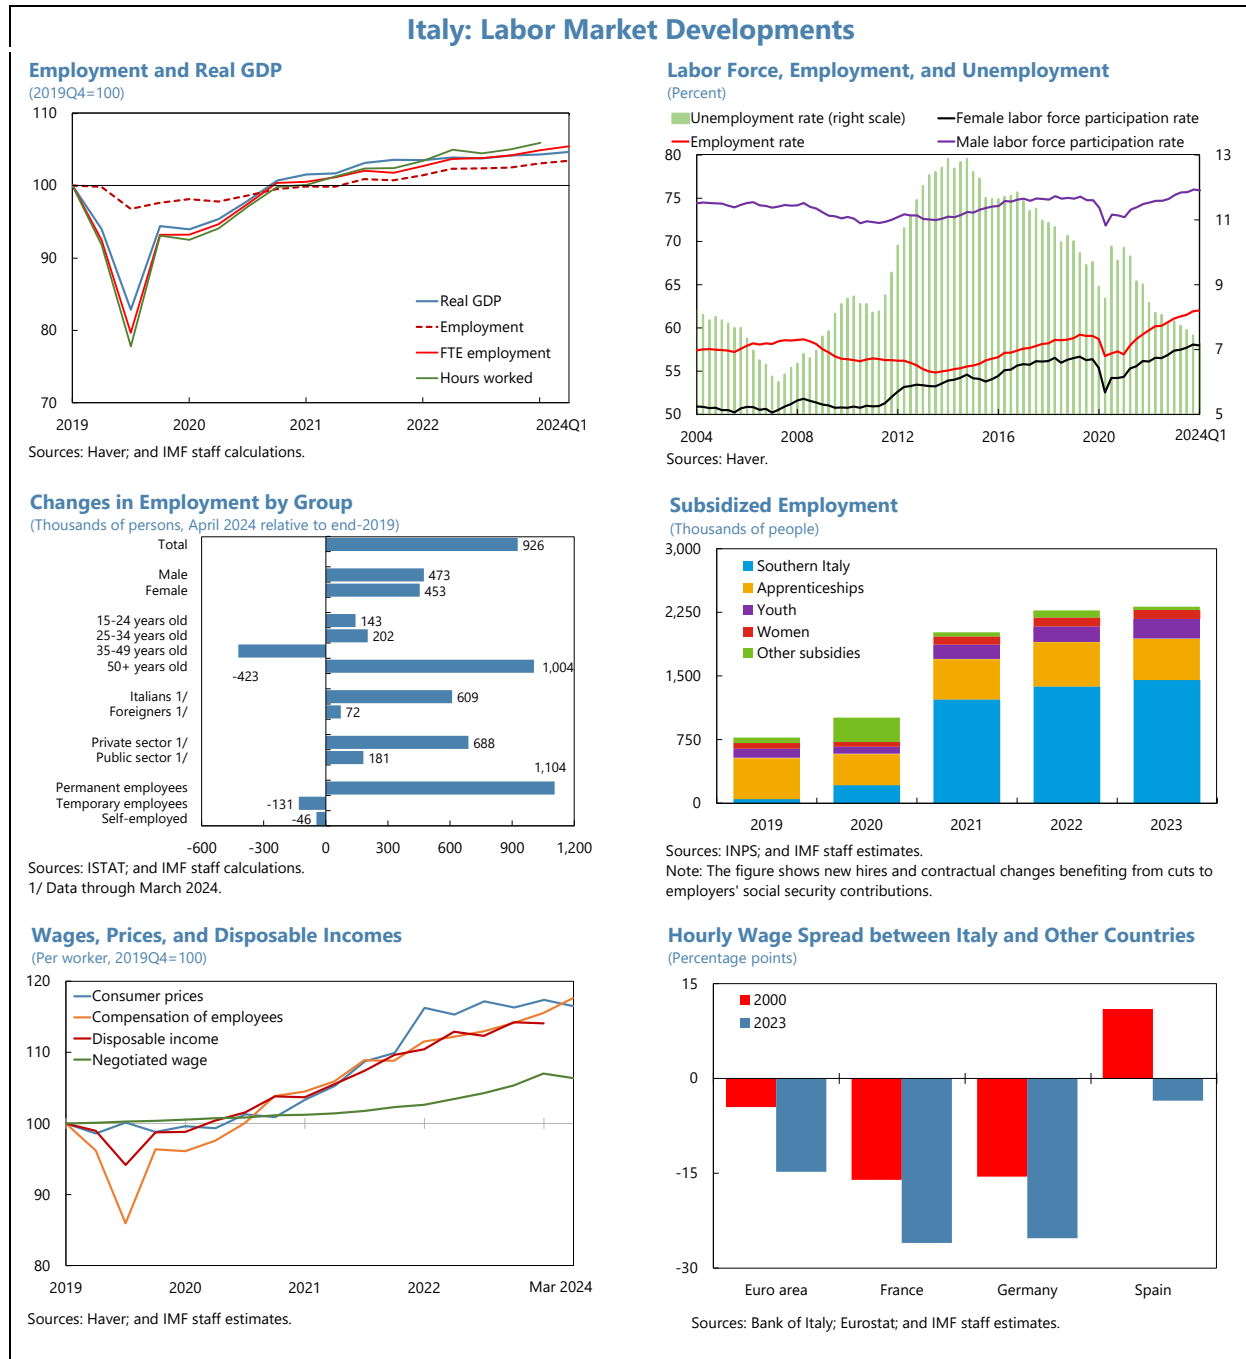 Italy: Labor Market Developments
Employment and Real GDP
(2019Q4=100)
110
100
90
80
70
Real GDP
Employment
FTE employment
Hours worked
2019
2020
2021
2022
2024Q1
Sources: Haver; and IMF staff calculations.
Labor Force, Employment, and Unemployment
(Percent)
Unemployment rate (right scale)
Female labor force participation rate
Employment rate
Male labor force participation rate
80
75
70
65
60
55
50
13
11
9
7
5
2004
2008
2012
2016
2020
2024Q1
Sources: Haver.
Changes in Employment by Group
(Thousands of persons, April 2024 relative to end-2019)
Total
926
Male
473
Female
453
15-24 years old
143
25-34 years old
202
35-49 years old
-423
50+ years old
1,004
Italians 1/
609
Foreigners 1/
72
Private sector 1/
688
Public sector 1/
181
Permanent employees
1,104
Temporary employees
-131
Self-employed
-46
-600
-300
0
300
600
900
1,200
Sources: ISTAT; and IMF staff calculations.
1/ Data through March 2024.
Subsidized Employment
(Thousands of people)
3,000
2,250
1,500
750
0
Southern Italy
Apprenticeships
Youth
Women
Other subsidies
2019
2020
2021
2022
2023
Sources: INPS; and IMF staff estimates.
Note: The figure shows new hires and contractual changes benefiting from cuts to
employers' social security contributions.
Wages, Prices, and Disposable Incomes
(Per worker, 2019Q4=100)
120
110
100
90
80
Consumer prices
Compensation of employees
Disposable income
Negotiated wage
2019
2020
2021
2022
Mar 2024
Sources: Haver; and IMF staff estimates.
Hourly Wage Spread between Italy and Other Countries
(Percentage points)
15
0
-15
-30
2000
2023
Euro area
France
Germany
Spain
Sources: Bank of Italy; Eurostat; and IMF staff estimates.